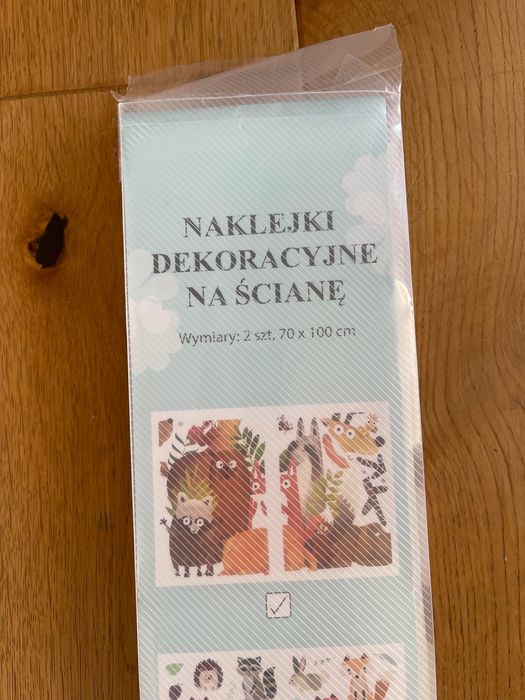 NAKLEJKI
DEKORACYJNE
NA ŚCIANĘ
Wymiary: 2 szt, 70 x 100 cm